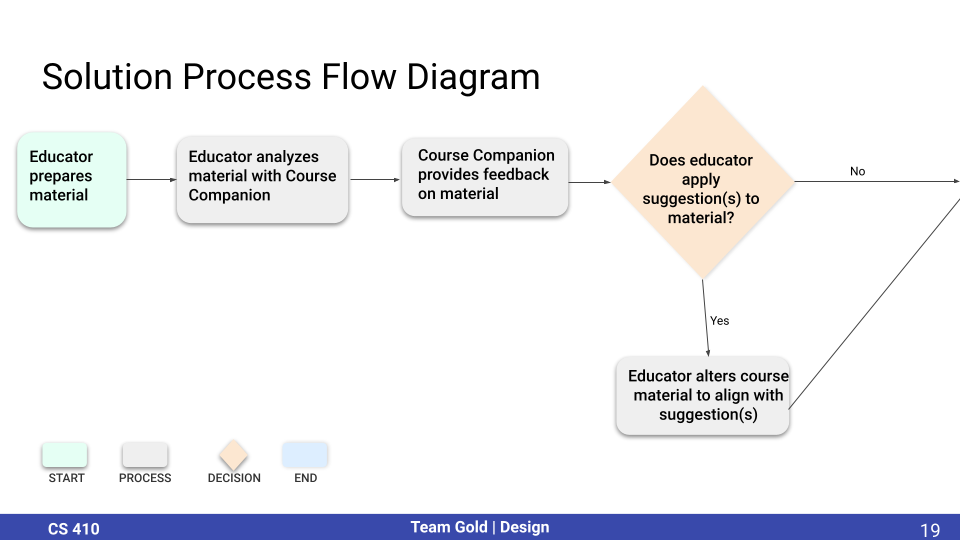 Solution Process Flow Diagram
Educator
prepares
material
Educator analyzes
material with Course
Companion
Course Companion
provides feedback
on material
Does educator
apply
suggestion(s) to
material?
No
Yes
Educator alters course
material to align with
suggestion(s)
START
PROCESS
DECISION
END
CS 410
Team Gold | Design
19